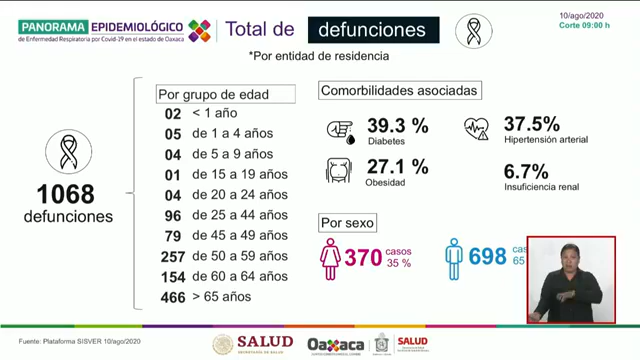 PANORAMA EPIDEMIOLÓGICO
de Enfermedad Respiratoria por Covid-19 en el estado de Oaxaca
Total de defunciones
10/ago/2020
Corte 09:00 h
*Por entidad de residencia
1068
defunciones
Por grupo de edad
02 < 1 año
05 de 1 a 4 años
04 de 5 a 9 años
01 de 15 a 19 años
04 de 20 a 24 años
96 de 25 a 44 años
79 de 45 a 49 años
257 de 50 a 59 años
154 de 60 a 64 años
466 > 65 años
Comorbilidades asociadas
39.3 %
Diabetes
37.5%
Hipertensión arterial
27.1 %
Obesidad
6.7%
Insuficiencia renal
Por sexo
370 casos
35 %
698 cas
65
Fuente: Plataforma SISVER 10/ago/2020
SALUD
SECRETARÍA DE SALUD
Oaxaca
SALUD